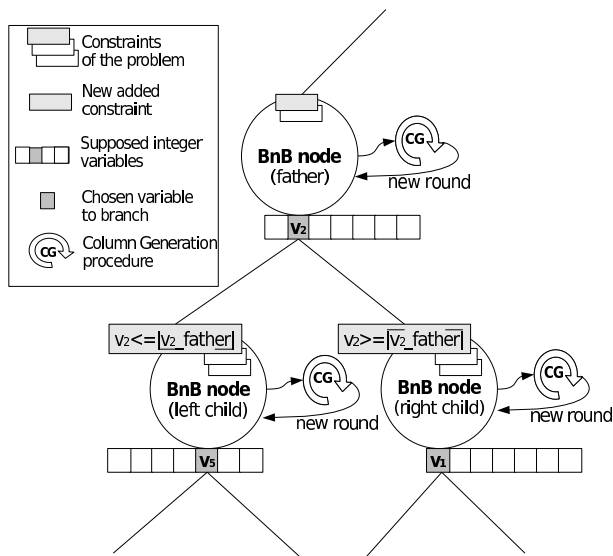 Constraints
of the problem
New added
constraint
Supposed integer
variables
Chosen variable
to branch
CG
Column Generation
procedure
BnB node
(father)
CG
new round
v₂
v₂<=⌊v₂_father⌋
BnB node
(left child)
CG
new round
v₅
v₂>=⌈v₂_father⌉
BnB node
(right child)
CG
new round
v₁